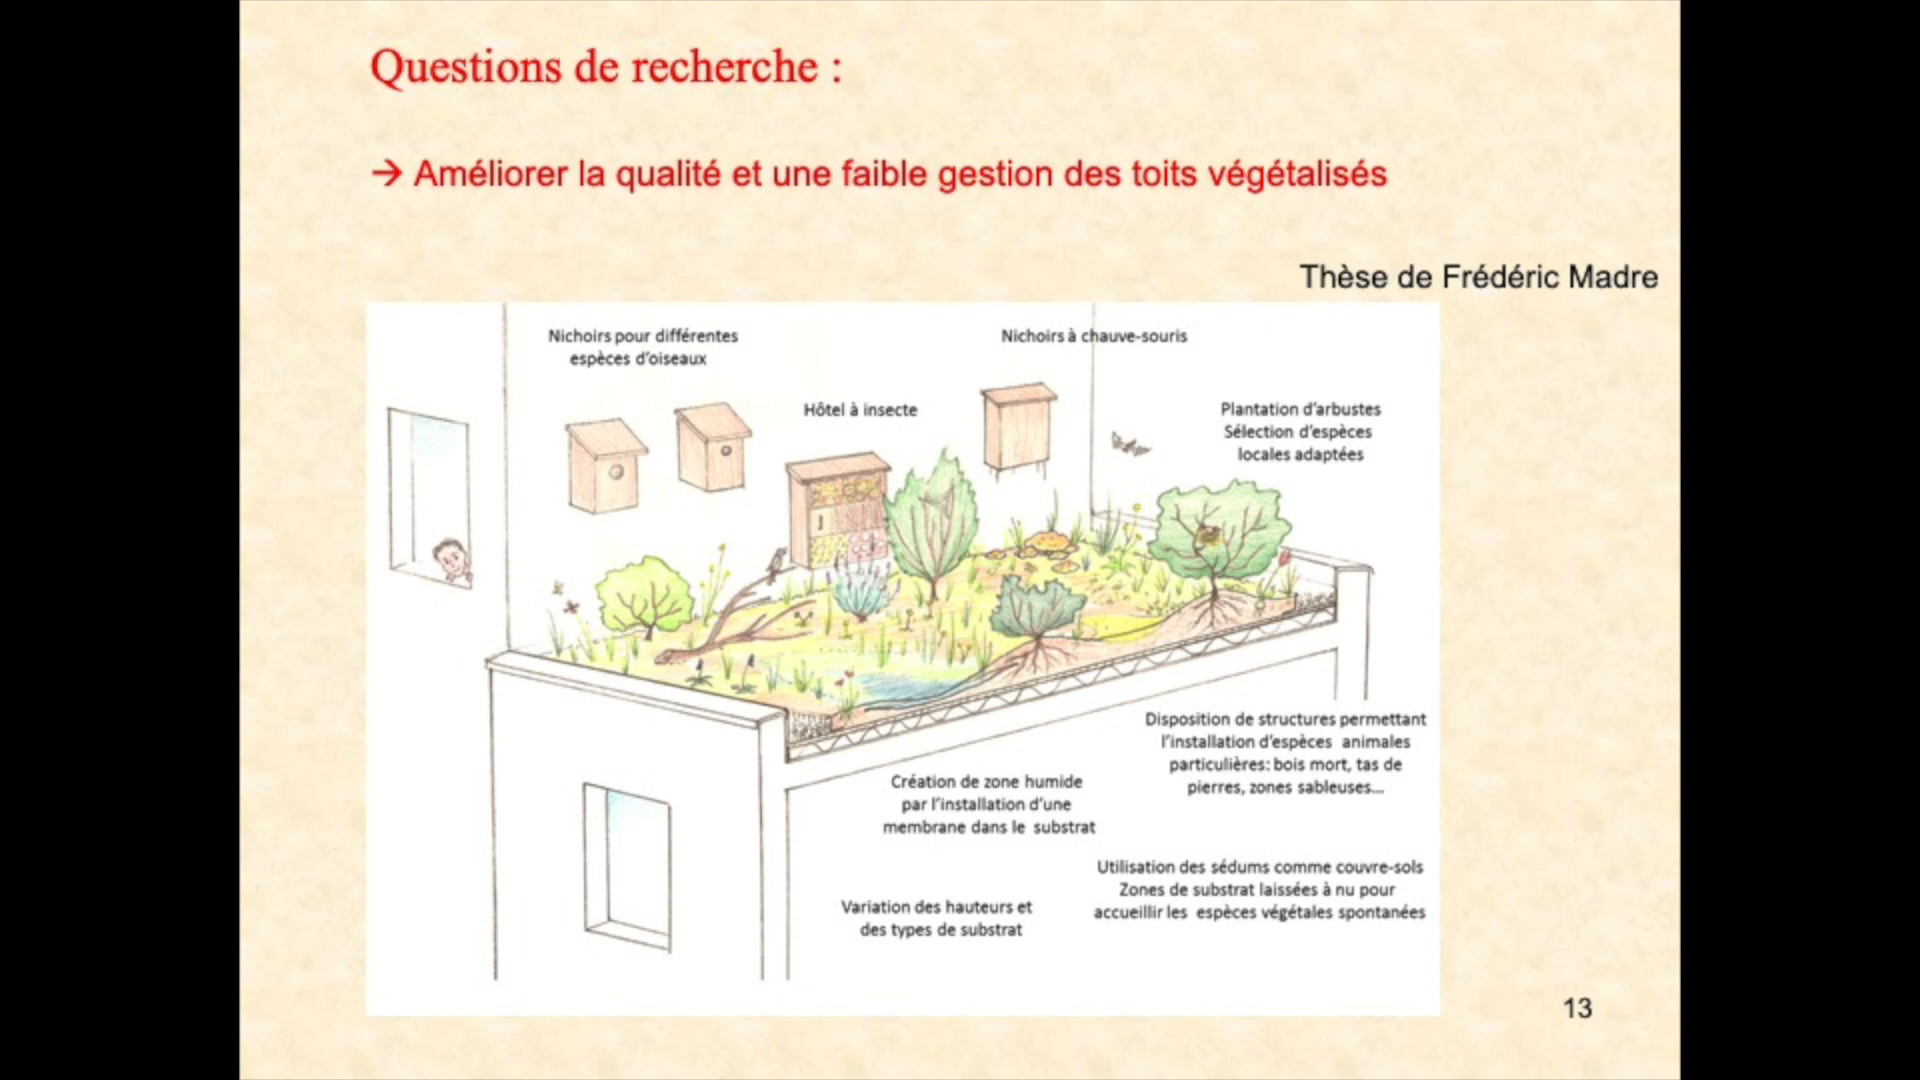 Questions de recherche :
→ Améliorer la qualité et une faible gestion des toits végétalisés
Thèse de Frédéric Madre
Nichoirs pour différentes
espèces d'oiseaux
Nichoirs à chauve-souris
Hôtel à insecte
Plantation d'arbustes
Sélection d'espèces
locales adaptées
Disposition de structures permettant
l'installation d'espèces animales
particulières: bois mort, tas de
pierres, zones sableuses...
Création de zone humide
par l'installation d'une
membrane dans le substrat
Utilisation des sédums comme couvre-sols
Zones de substrat laissées à nu pour
accueillir les espèces végétales spontanées
Variation des hauteurs et
des types de substrat
13